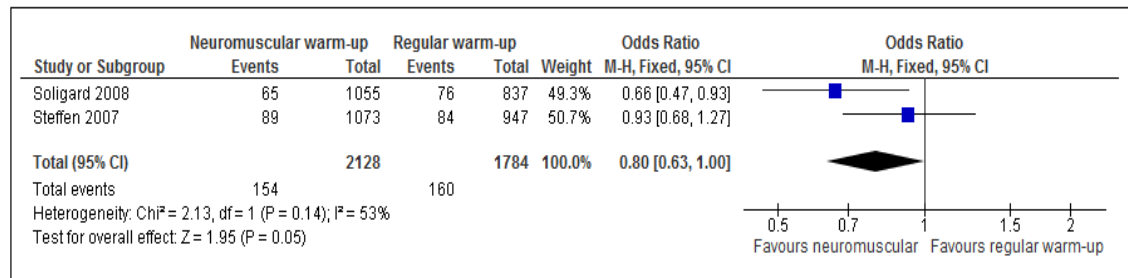 Neuromuscular warm-up Regular warm-up Odds Ratio Odds Ratio
Study or Subgroup Events Total Events Total Weight M-H, Fixed, 95% CI M-H, Fixed, 95% CI
Soligard 2008 65 1055 76 837 49.3% 0.66 [0.47, 0.93]
Steffen 2007 89 1073 84 947 50.7% 0.93 [0.68, 1.27]
Total (95% CI) 2128 1784 100.0% 0.80 [0.63, 1.00]
Total events 154 160
Heterogeneity: Chi² = 2.13, df = 1 (P = 0.14); I² = 53%
Test for overall effect: Z = 1.95 (P = 0.05)
0.5 0.7 1 1.5 2
Favours neuromuscular Favours regular warm-up